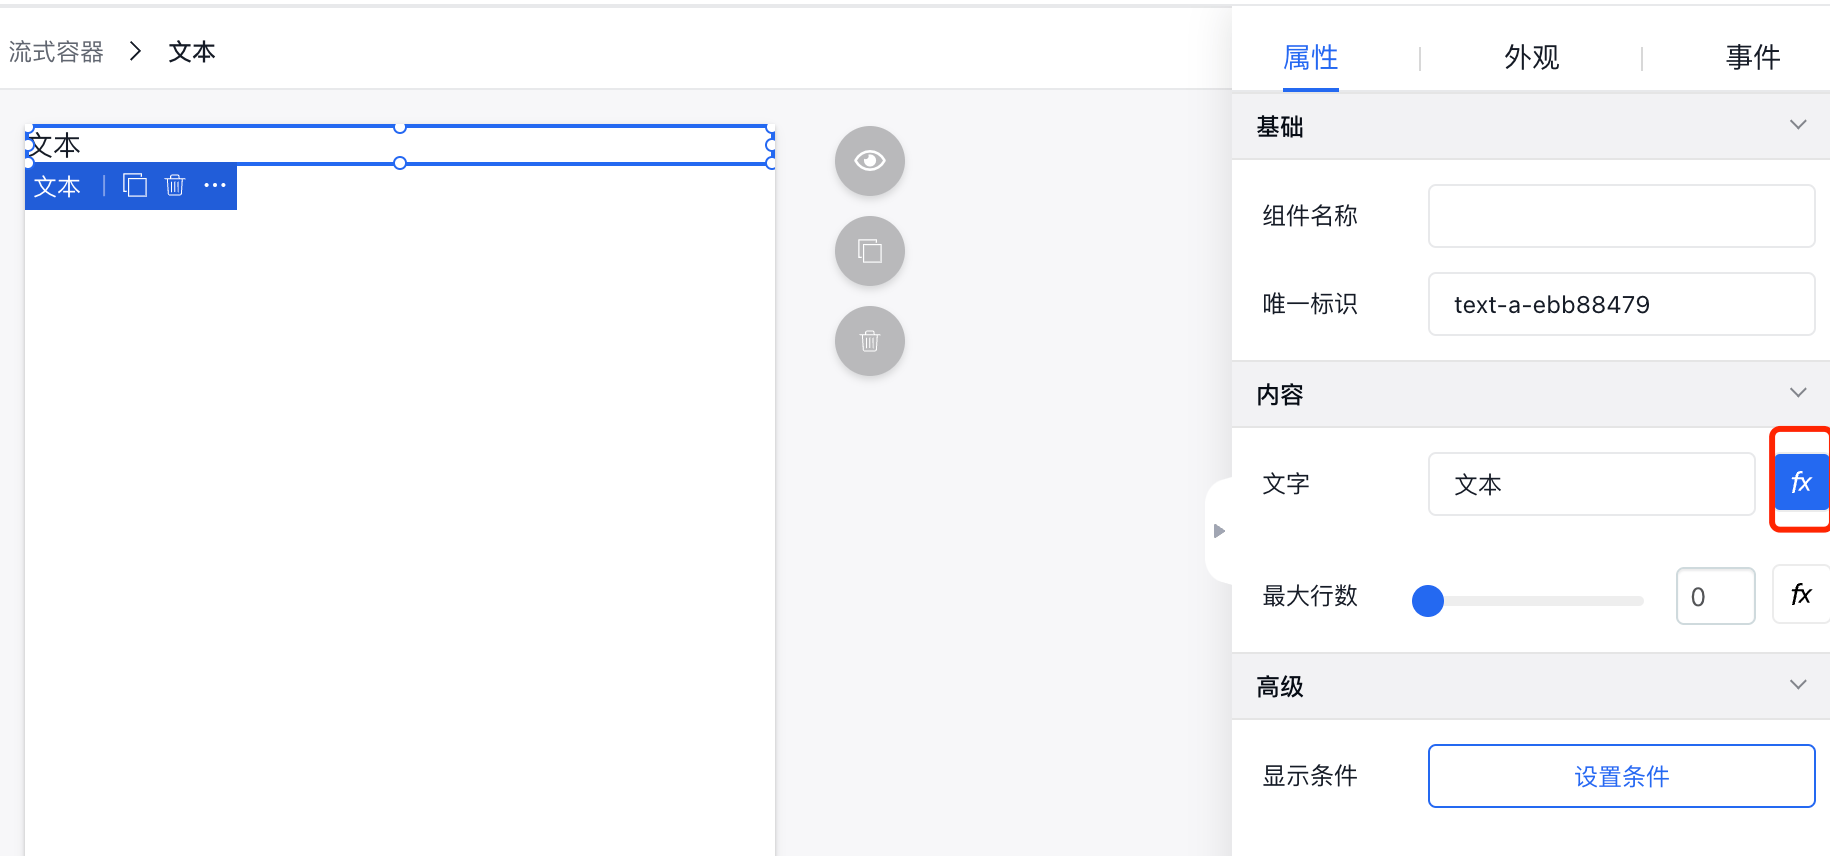 流式容器 > 文本
文本
文本
属性 外观 事件
基础
组件名称
唯一标识 text-a-ebb88479
内容
文字 文本 fx
最大行数 0 fx
高级
显示条件 设置条件